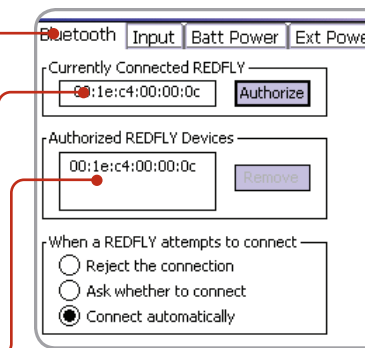 Bluetooth Input Batt Power Ext Powe
Currently Connected REDFLY
00:1e:c4:00:00:0c Authorize
Authorized REDFLY Devices
00:1e:c4:00:00:0c
Remove
When a REDFLY attempts to connect
Reject the connection
Ask whether to connect
Connect automatically